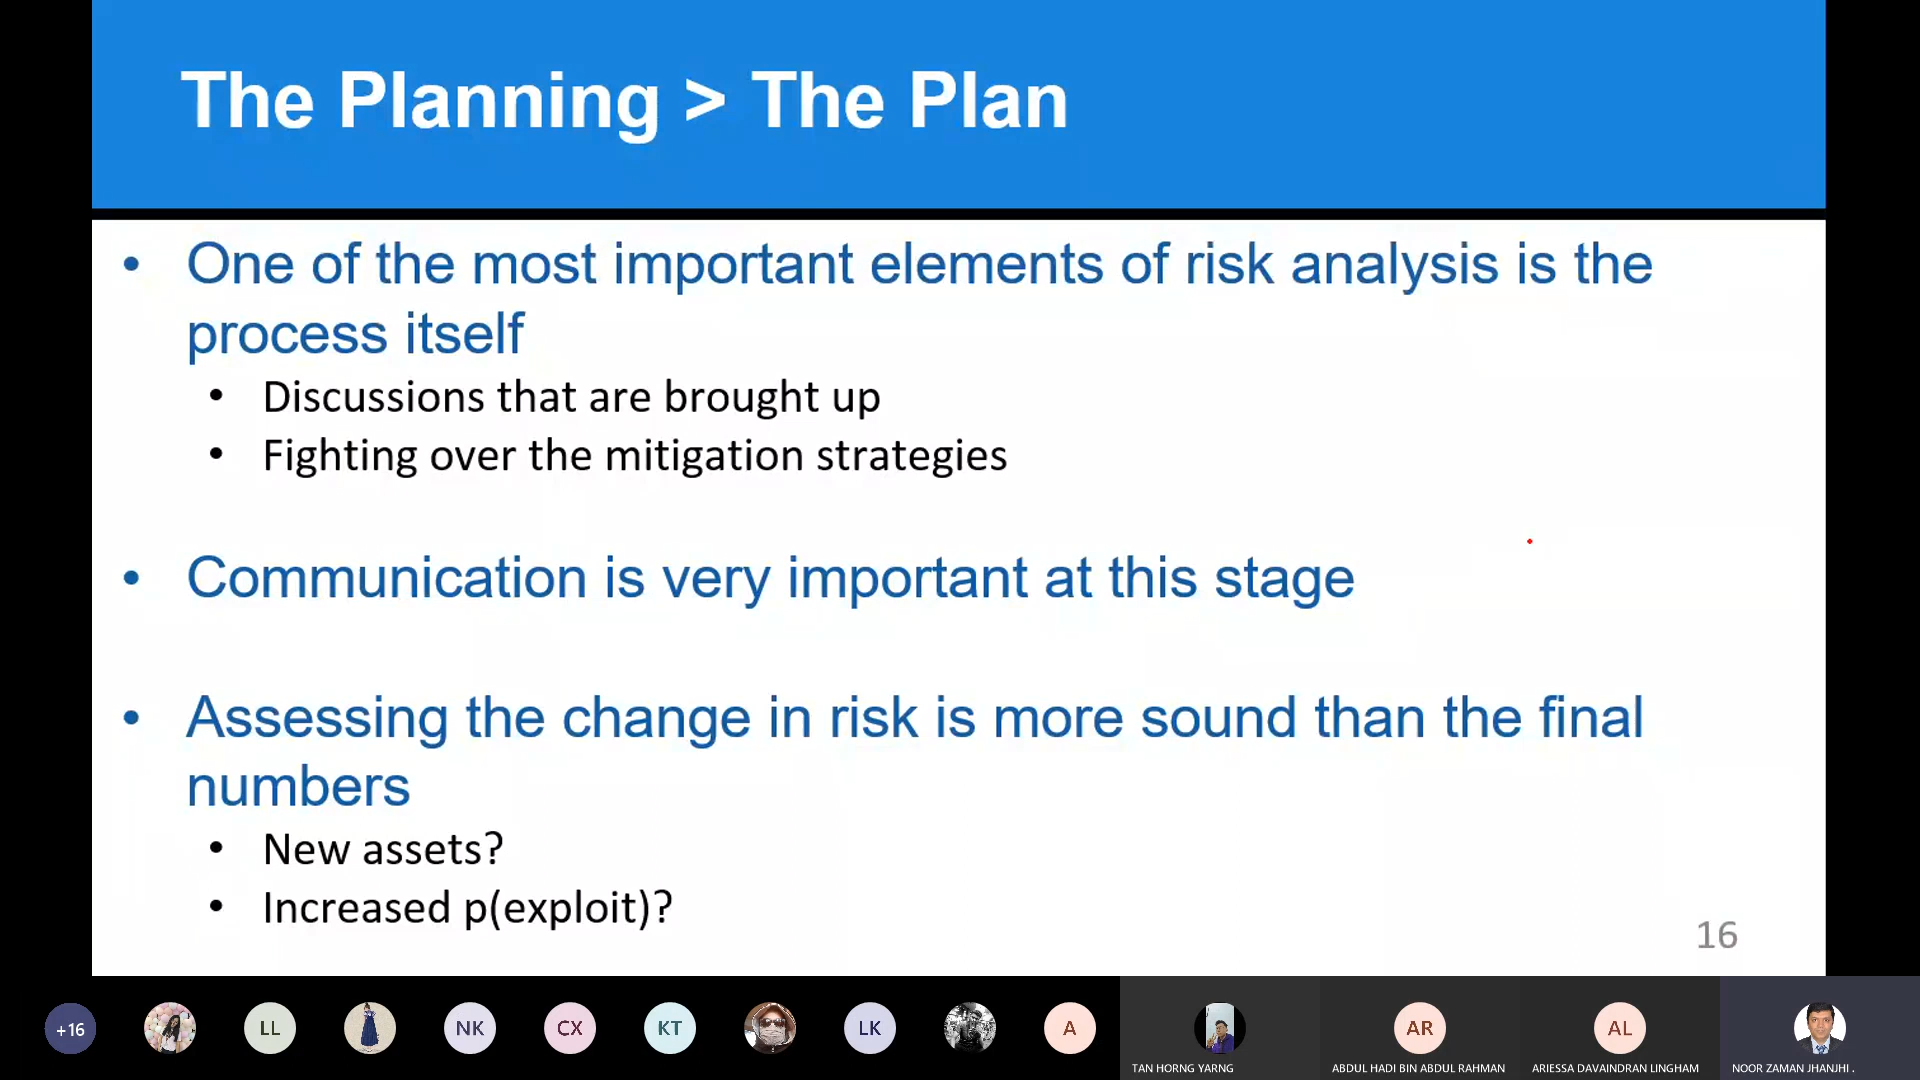 The Planning > The Plan
• One of the most important elements of risk analysis is the
process itself
• Discussions that are brought up
• Fighting over the mitigation strategies
• Communication is very important at this stage
• Assessing the change in risk is more sound than the final
numbers
• New assets?
• Increased p(exploit)?
16
+16
LL
NK
CX
KT
LK
A
AR
AL
TAN HORNG YARNG
ABDUL HADI BIN ABDUL RAHMAN
ARIESSA DAVAINDRAN LINGHAM
NOOR ZAMAN JHANJHI .